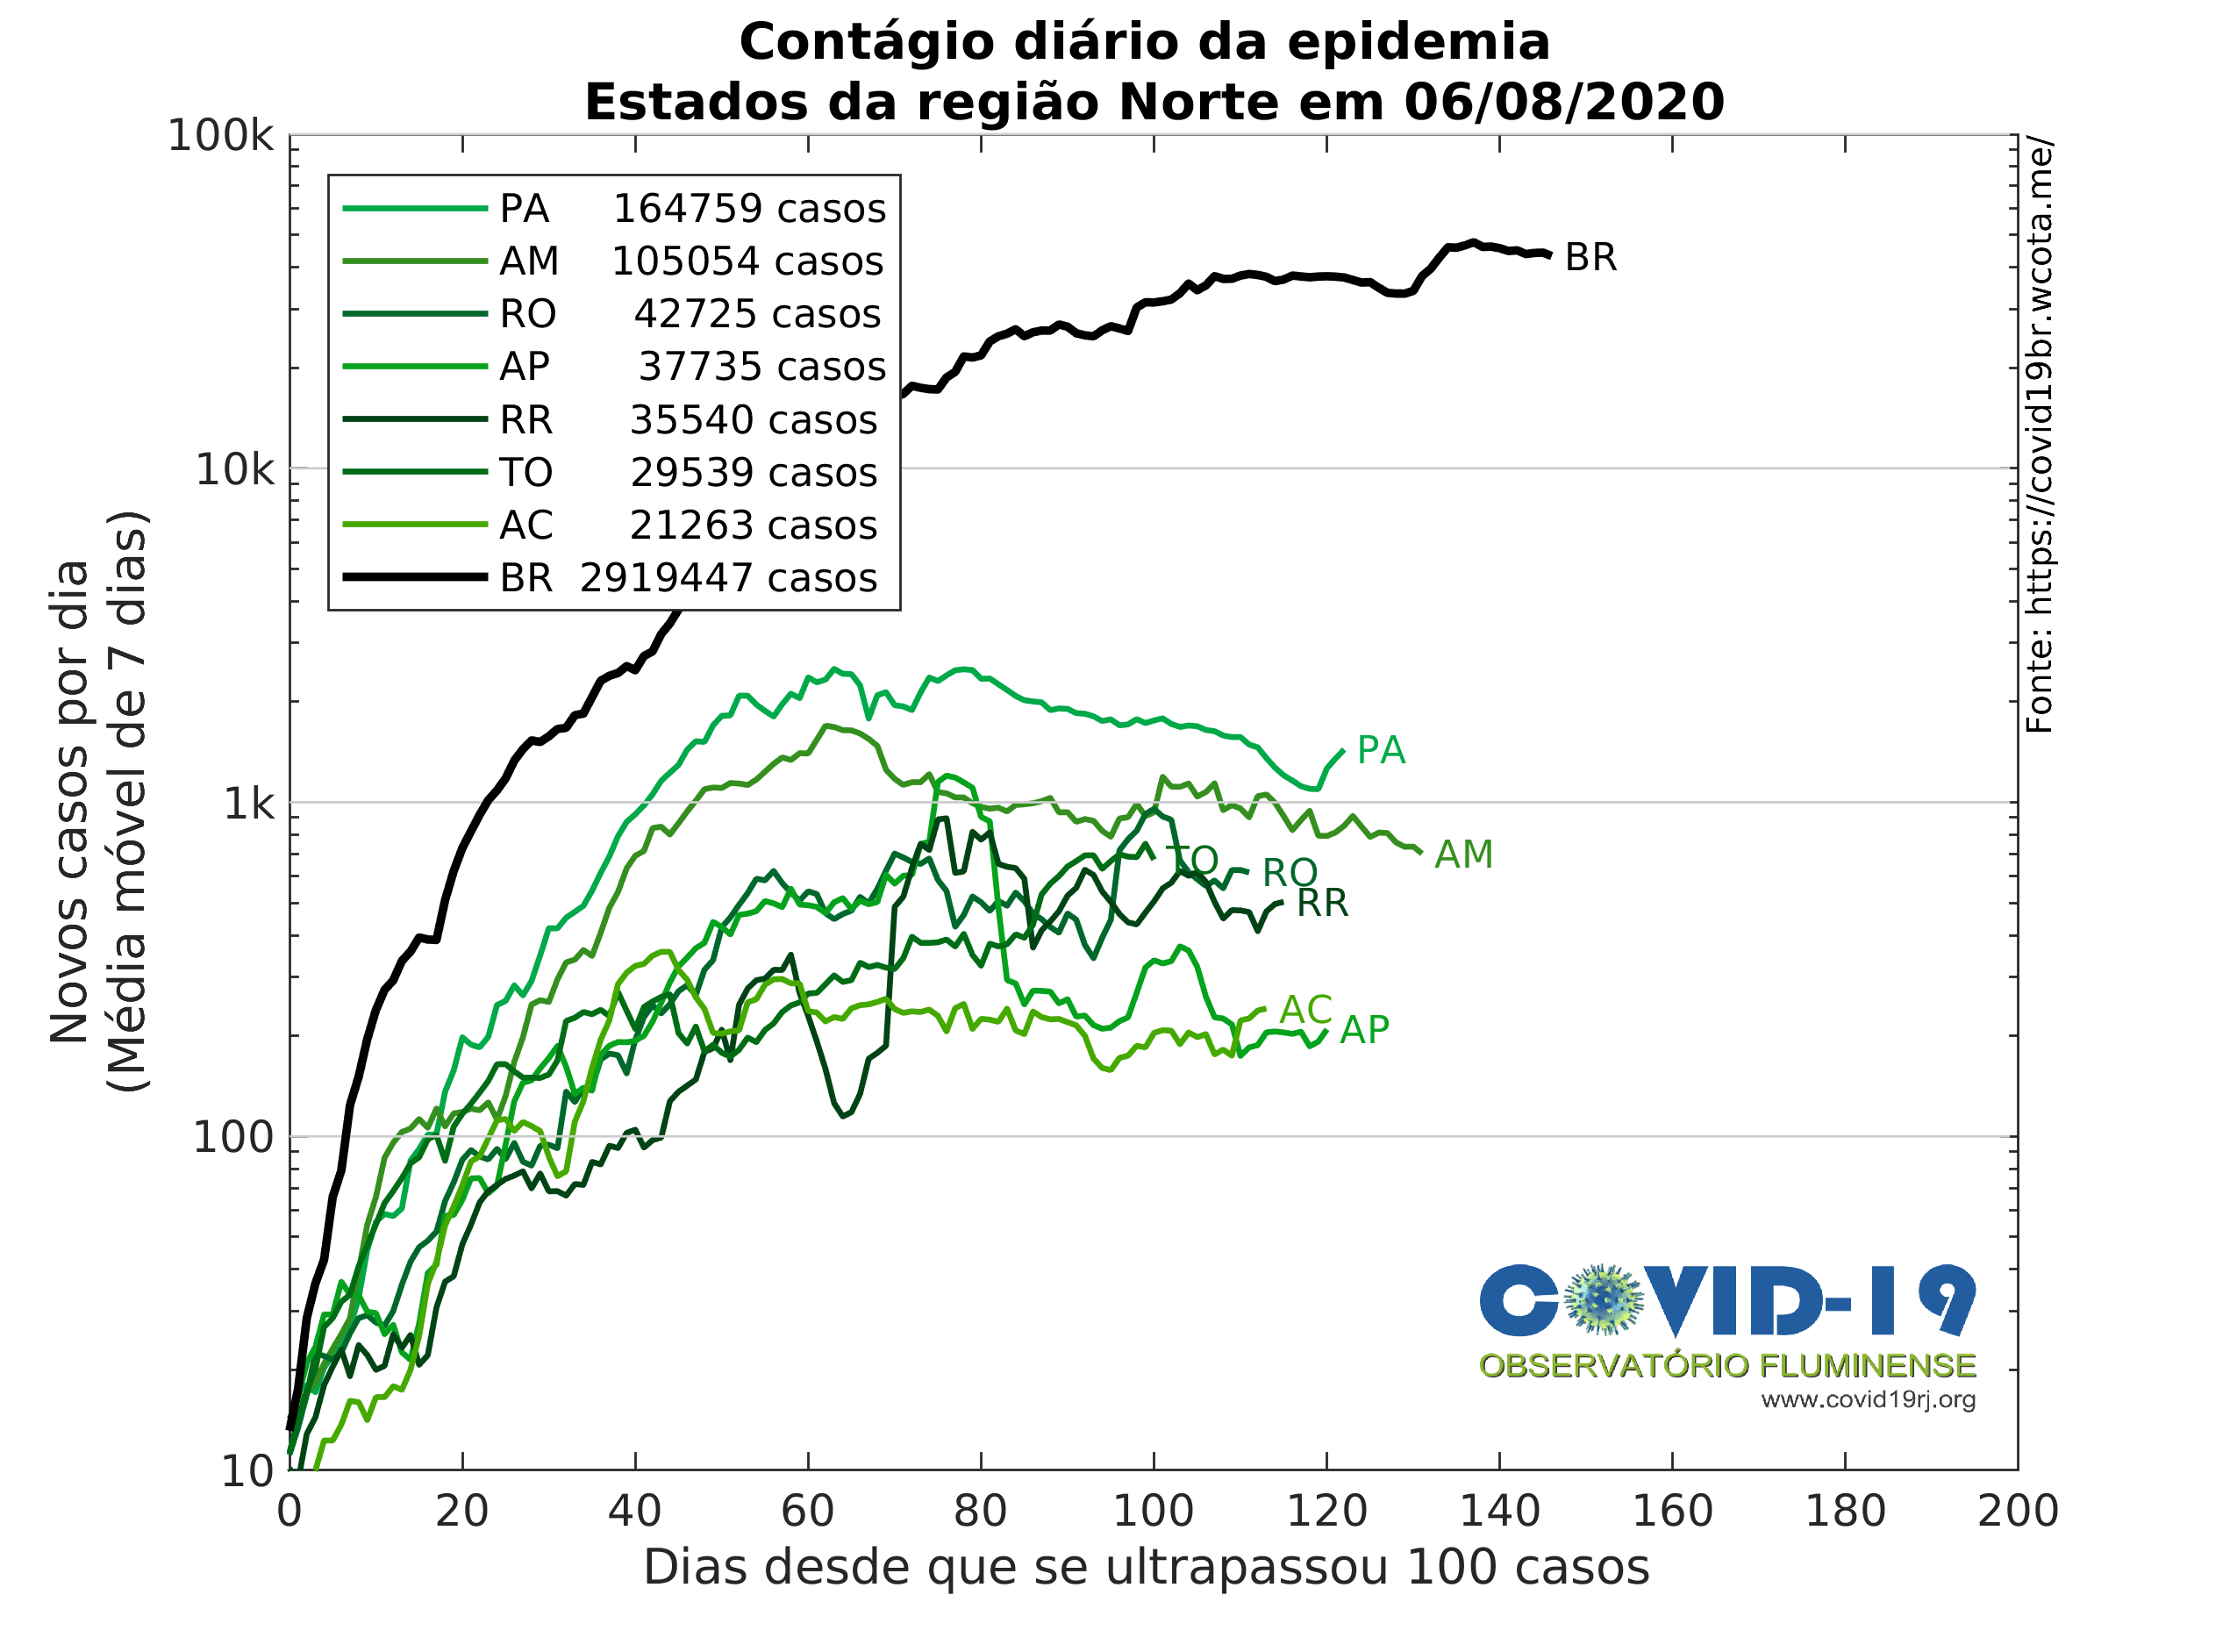 Contágio diário da epidemia
Estados da região Norte em 06/08/2020
100k
10k
1k
100
10
Novos casos por dia
(Média móvel de 7 dias)
PA 164759 casos
AM 105054 casos
RO 42725 casos
AP 37735 casos
RR 35540 casos
TO 29539 casos
AC 21263 casos
BR 2919447 casos
BR
PA
AM
TO
RO
RR
AC
AP
Fonte: https://covid19br.wcota.me/
COVID-19
OBSERVATÓRIO FLUMINENSE
www.covid19rj.org
0 20 40 60 80 100 120 140 160 180 200
Dias desde que se ultrapassou 100 casos